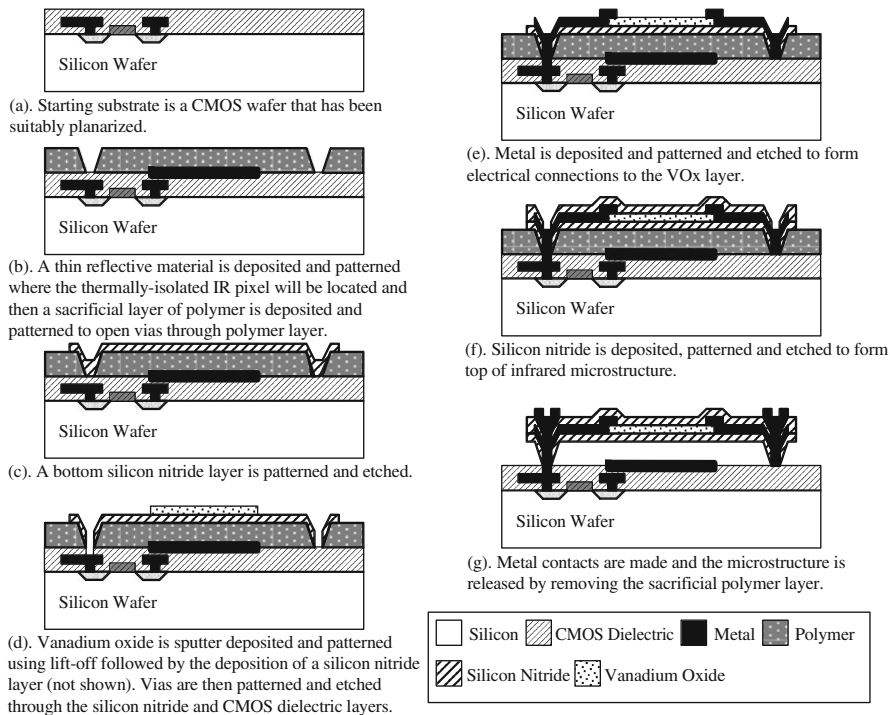 Silicon Wafer
(a). Starting substrate is a CMOS wafer that has been
suitably planarized.
Silicon Wafer
(b). A thin reflective material is deposited and patterned
where the thermally-isolated IR pixel will be located and
then a sacrificial layer of polymer is deposited and
patterned to open vias through polymer layer.
Silicon Wafer
(c). A bottom silicon nitride layer is patterned and etched.
Silicon Wafer
(d). Vanadium oxide is sputter deposited and patterned
using lift-off followed by the deposition of a silicon nitride
layer (not shown). Vias are then patterned and etched
through the silicon nitride and CMOS dielectric layers.
Silicon Wafer
(e). Metal is deposited and patterned and etched to form
electrical connections to the VOx layer.
Silicon Wafer
(f). Silicon nitride is deposited, patterned and etched to form
top of infrared microstructure.
Silicon Wafer
(g). Metal contacts are made and the microstructure is
released by removing the sacrificial polymer layer.
Silicon CMOS Dielectric Metal Polymer
Silicon Nitride Vanadium Oxide